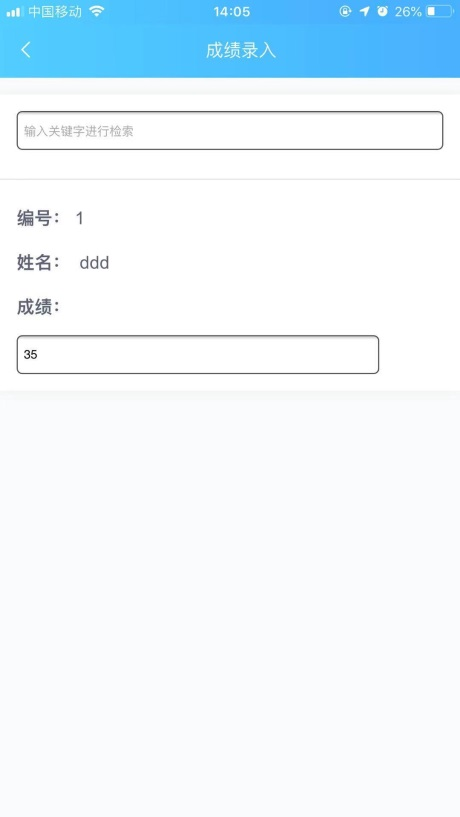 中国移动 14:05 26%
成绩录入
输入关键字进行检索
编号： 1
姓名： ddd
成绩：
35